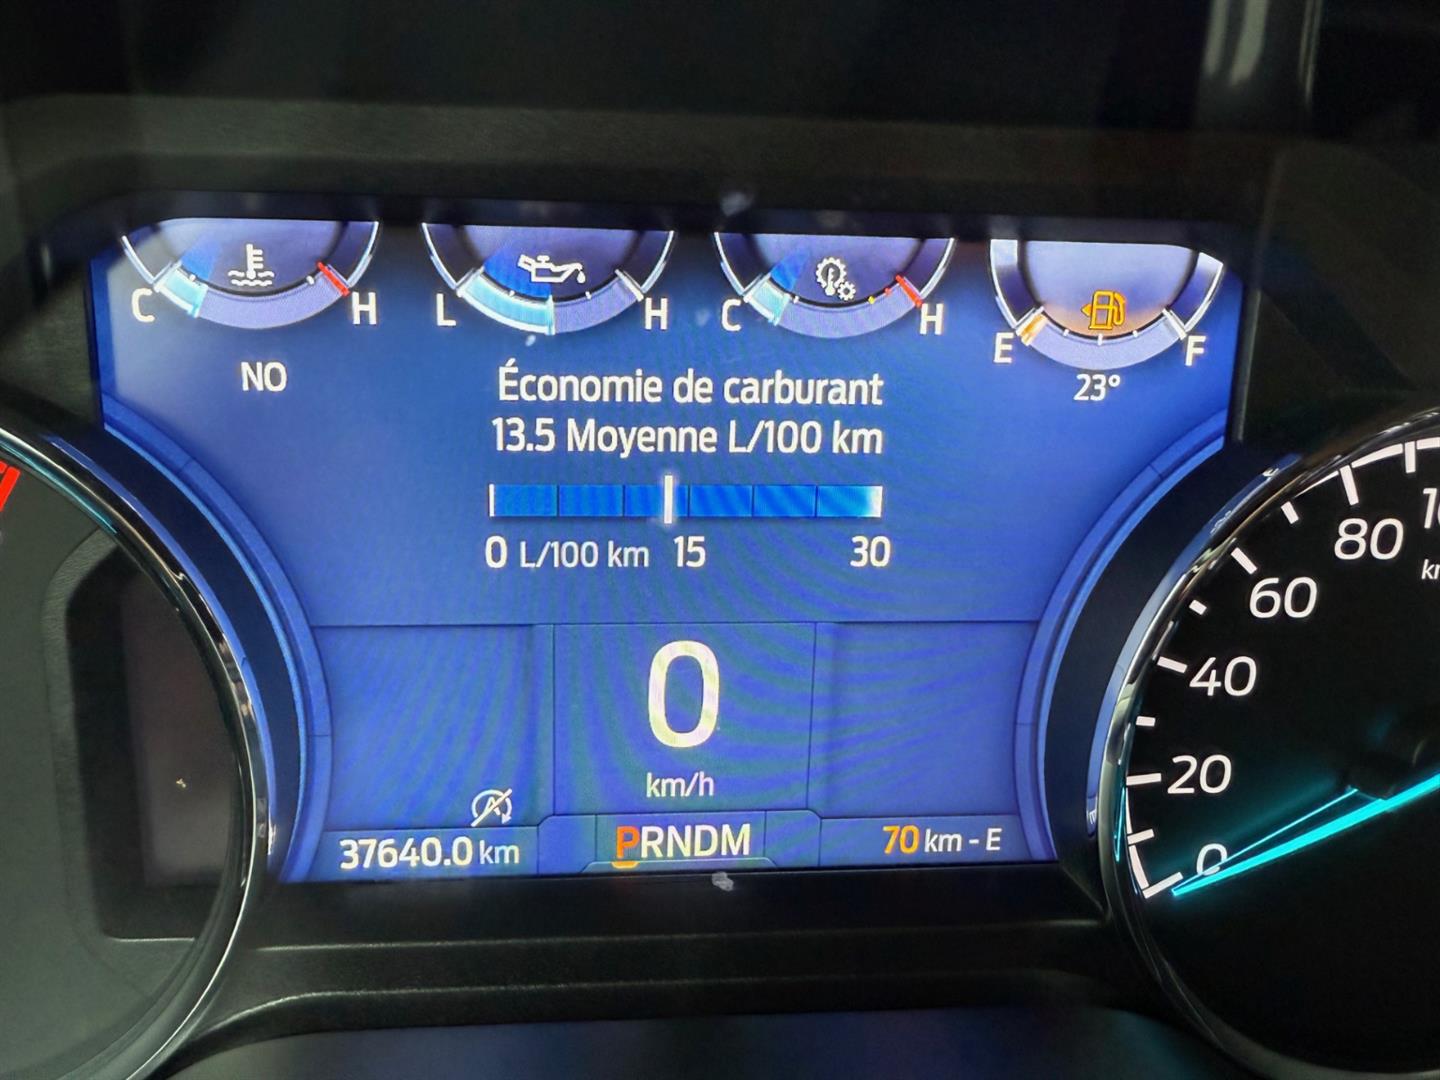 C H
L H
C H
E F
NO
23°
Économie de carburant
13.5 Moyenne L/100 km
0 L/100 km 15 30
0
km/h
37640.0 km
PRNDM
70 km - E
80
60
40
20
0